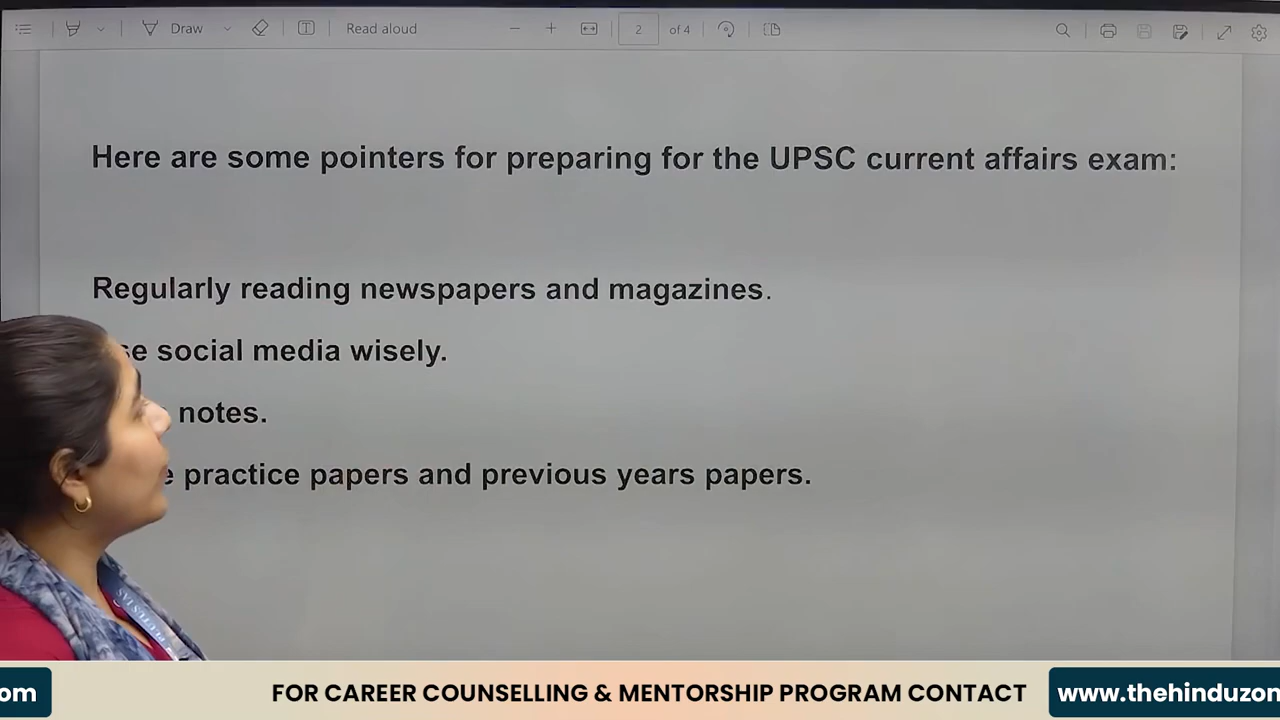 Draw
Read aloud
2 of 4
Here are some pointers for preparing for the UPSC current affairs exam:
Regularly reading newspapers and magazines.
social media wisely.
notes.
practice papers and previous years papers.
om
FOR CAREER COUNSELLING & MENTORSHIP PROGRAM CONTACT
www.thehinduzon